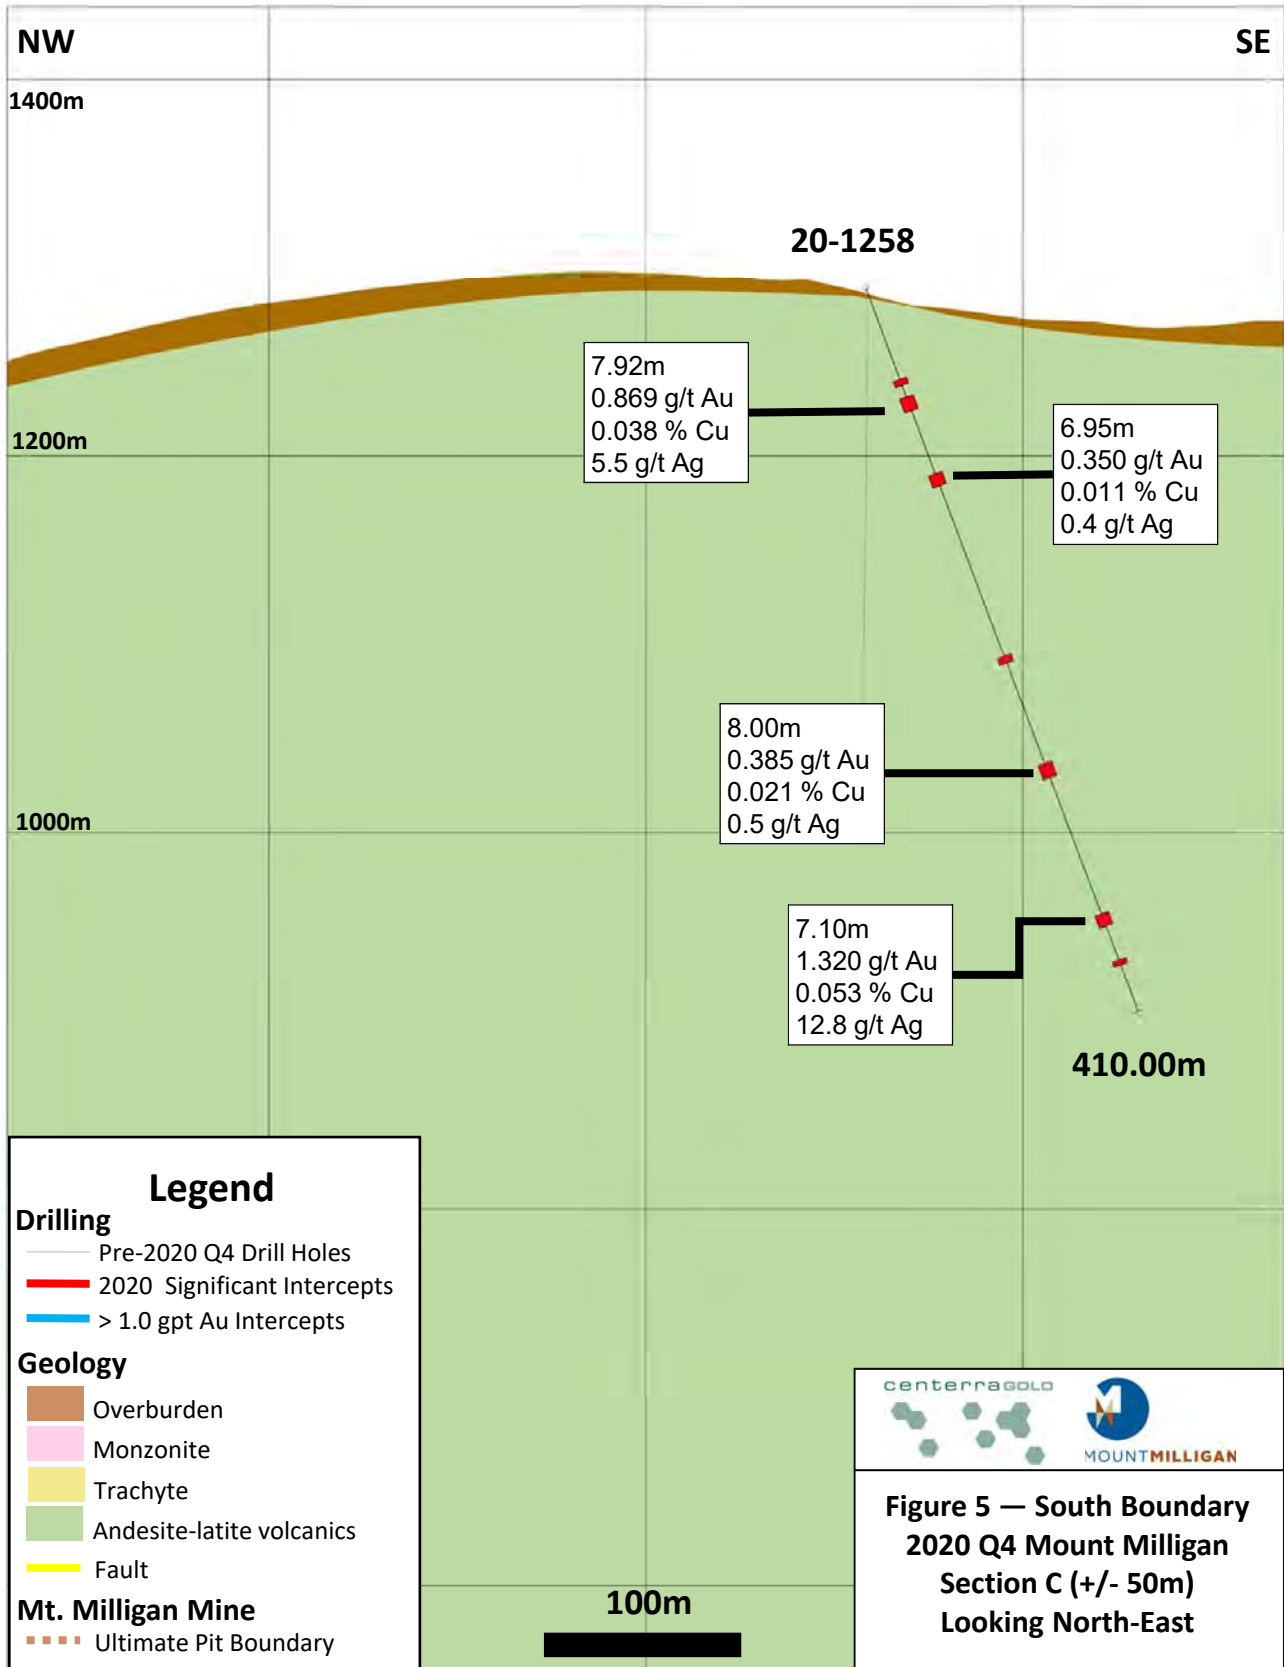 NW
SE
1400m
20-1258
7.92m
0.869 g/t Au
0.038 % Cu
5.5 g/t Ag
6.95m
0.350 g/t Au
0.011 % Cu
0.4 g/t Ag
1200m
8.00m
0.385 g/t Au
0.021 % Cu
0.5 g/t Ag
1000m
7.10m
1.320 g/t Au
0.053 % Cu
12.8 g/t Ag
410.00m
Legend
Drilling
Pre-2020 Q4 Drill Holes
2020 Significant Intercepts
> 1.0 gpt Au Intercepts
Geology
Overburden
Monzonite
Trachyte
Andesite-latite volcanics
Fault
Mt. Milligan Mine
Ultimate Pit Boundary
100m
centerraGOLD
MOUNTMILLIGAN
Figure 5 — South Boundary
2020 Q4 Mount Milligan
Section C (+/- 50m)
Looking North-East